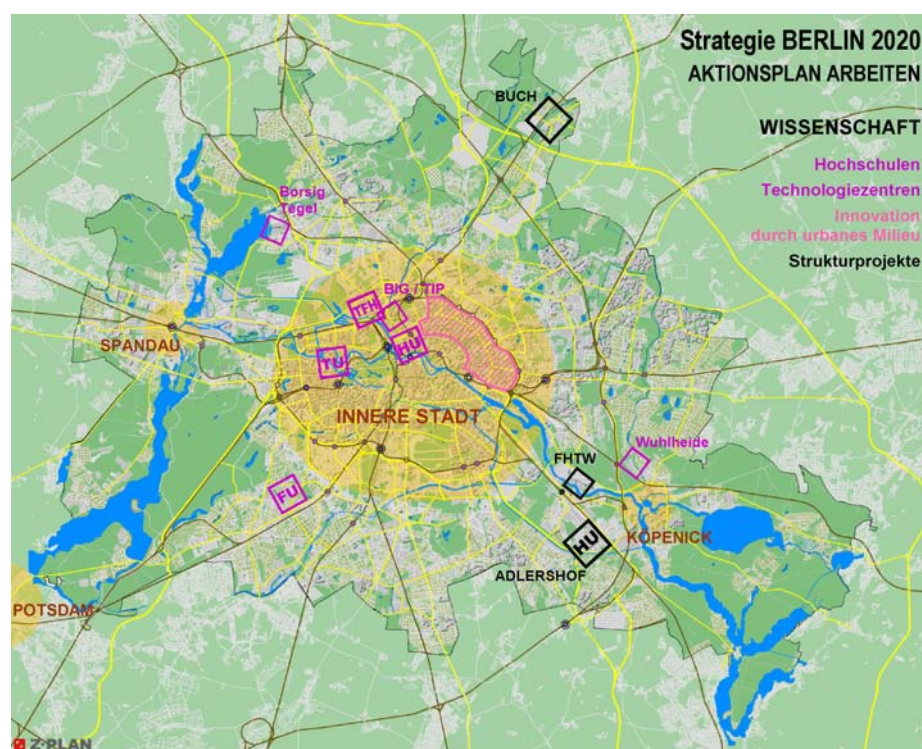 Strategie BERLIN 2020
AKTIONSPLAN ARBEITEN
BUCH
WISSENSCHAFT
Hochschulen
Technologiezentren
Innovation
durch urbanes Milieu
Strukturprojekte
Borsig
Tegel
BIG / TIP
TFH
HU
TU
SPANDAU
INNERE STADT
Wuhlheide
FHTW
FU
HU
KÖPENICK
ADLERSHOF
POTSDAM
Z-PLAN